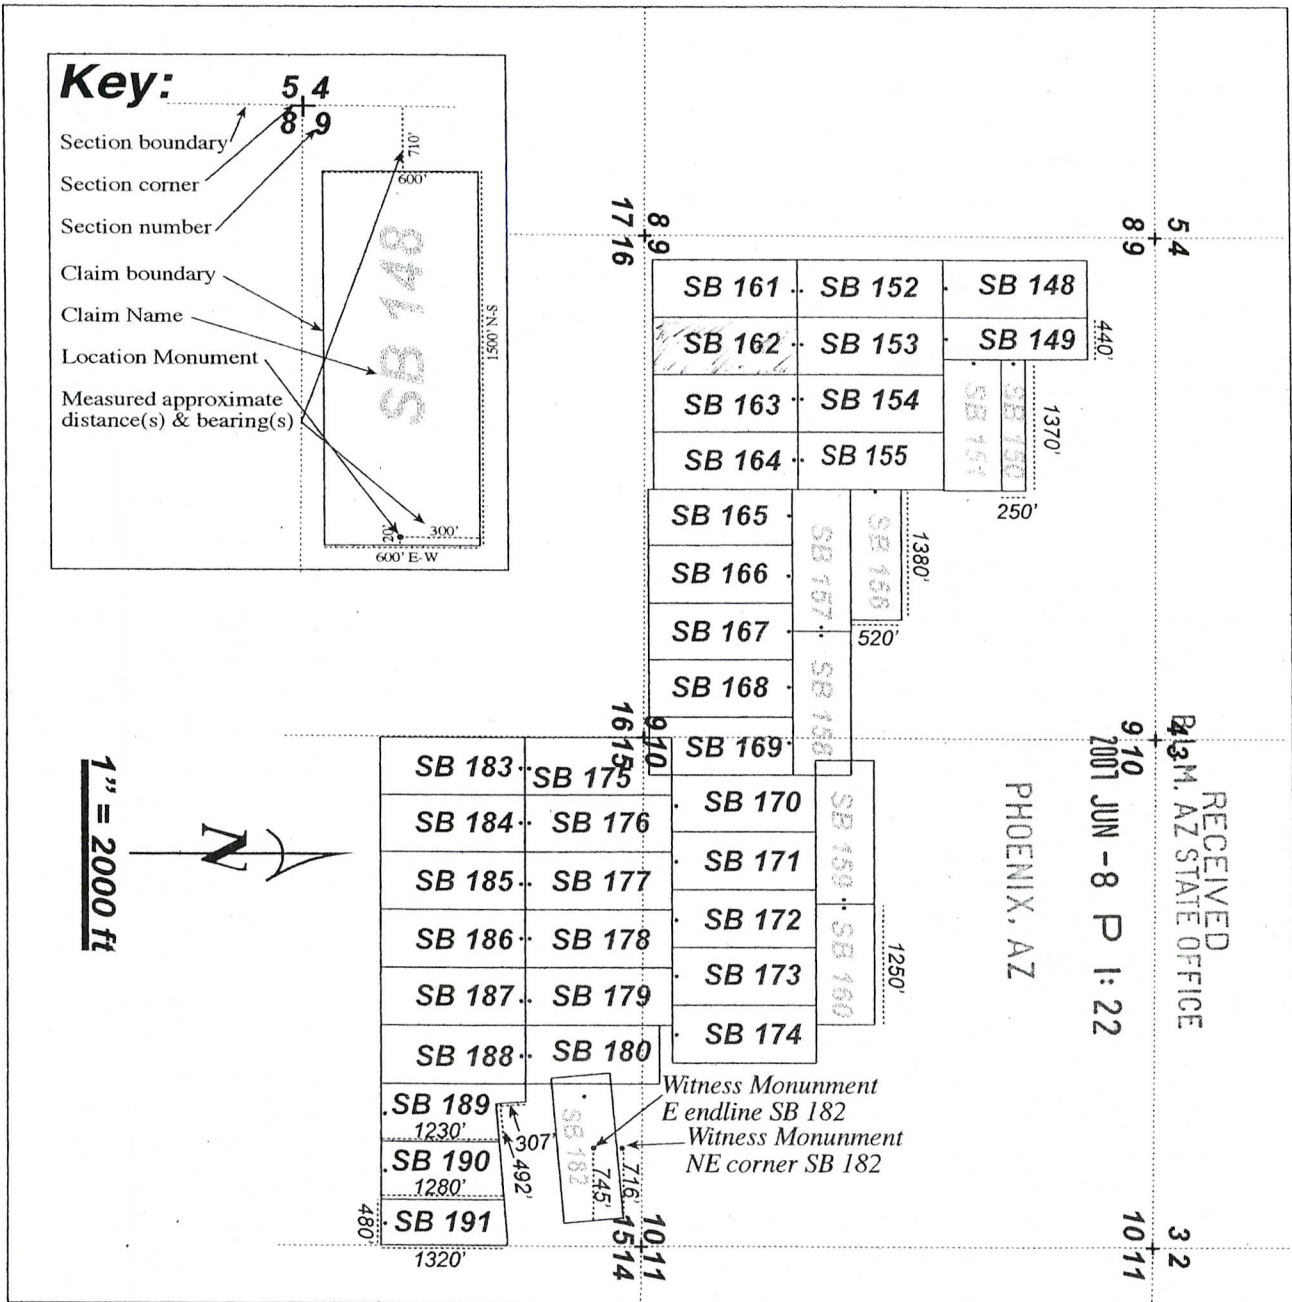 Key:
5 4
8 9
Section boundary
Section corner
Section number
Claim boundary
Claim Name
Location Monument
Measured approximate
distance(s) & bearing(s)
710'
600'
SB 148
1500' N-S
20'
300'
600' E-W
17 8
16 9
8 5
9 4
SB 161 SB 152 SB 148
SB 162 SB 153 SB 149
440'
SB 163 SB 154
SB 151
SB 150
1370'
SB 164 SB 155
250'
SB 165
SB 157
SB 156
1380'
SB 166
SB 167
520'
SB 168
SB 158
SB 169
16 9
15 10
9 4
10 3
SB 183 SB 175
SB 170
SB 159
SB 184 SB 176
SB 171
SB 185 SB 177
SB 172
SB 160
1250'
SB 186 SB 178
SB 173
SB 187 SB 179
SB 174
SB 188 SB 180
SB 189
1230'
307'
492'
SB 190
1280'
SB 191
480'
1320'
SB 182
745'
716'
Witness Monunment
E endline SB 182
Witness Monunment
NE corner SB 182
15 10
14 11
10 3
11 2
N
1" = 2000 ft
RECEIVED
B.L.M. AZ STATE OFFICE
2007 JUN -8 P 1:22
PHOENIX, AZ